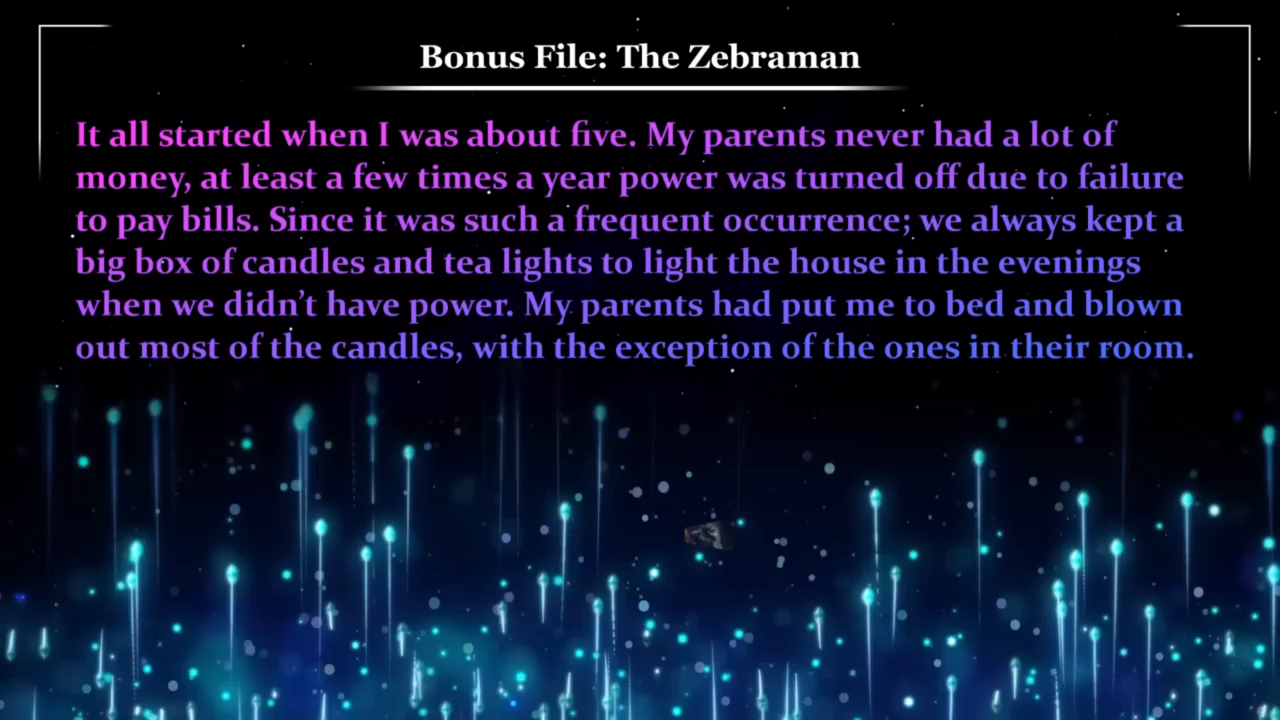 Bonus File: The Zebraman
It all started when I was about five. My parents never had a lot of
money, at least a few times a year power was turned off due to failure
to pay bills. Since it was such a frequent occurrence; we always kept a
big box of candles and tea lights to light the house in the evenings
when we didn’t have power. My parents had put me to bed and blown
out most of the candles, with the exception of the ones in their room.